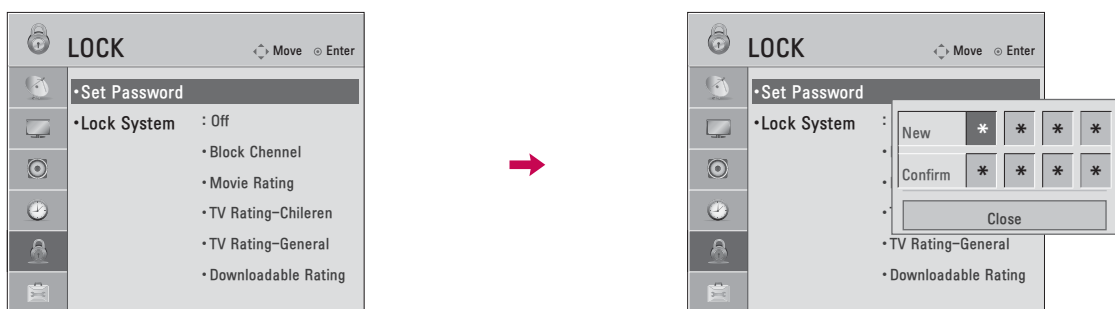 LOCK
Move Enter
•Set Password
•Lock System : Off
•Block Channel
•Movie Rating
•TV Rating-Chileren
•TV Rating-General
•Downloadable Rating
LOCK
Move Enter
•Set Password
•Lock System :
New * * * *
Confirm * * * *
Close
•TV Rating-General
•Downloadable Rating